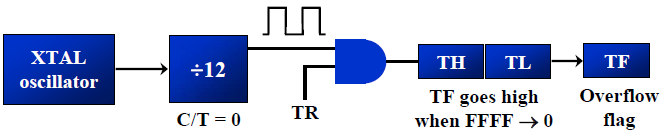 XTAL
oscillator
÷12
C/T = 0
TR
TH
TL
TF goes high
when FFFF → 0
TF
Overflow
flag